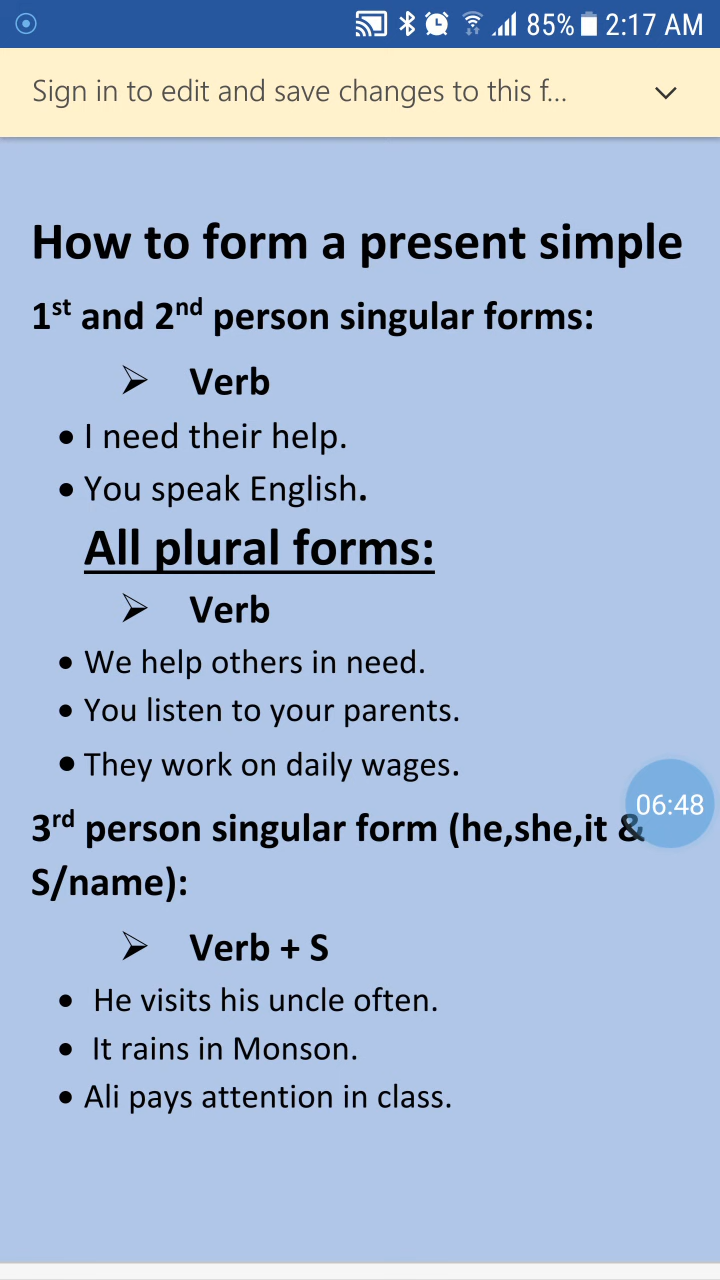 85% 2:17 AM
Sign in to edit and save changes to this f...
How to form a present simple
1st and 2nd person singular forms:
➢ Verb
• I need their help.
• You speak English.
All plural forms:
➢ Verb
• We help others in need.
• You listen to your parents.
• They work on daily wages.
06:48
3rd person singular form (he,she,it &
S/name):
➢ Verb + S
• He visits his uncle often.
• It rains in Monson.
• Ali pays attention in class.